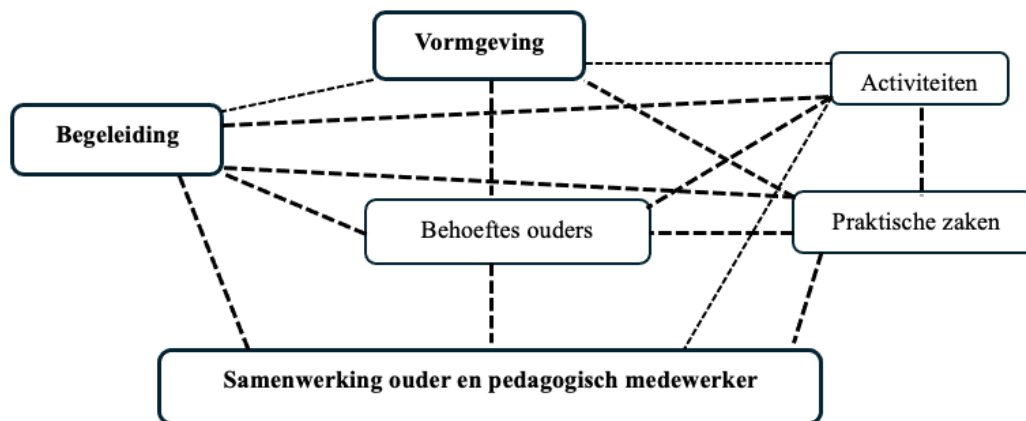 Vormgeving
Activiteiten
Begeleiding
Behoeftes ouders
Praktische zaken
Samenwerking ouder en pedagogisch medewerker